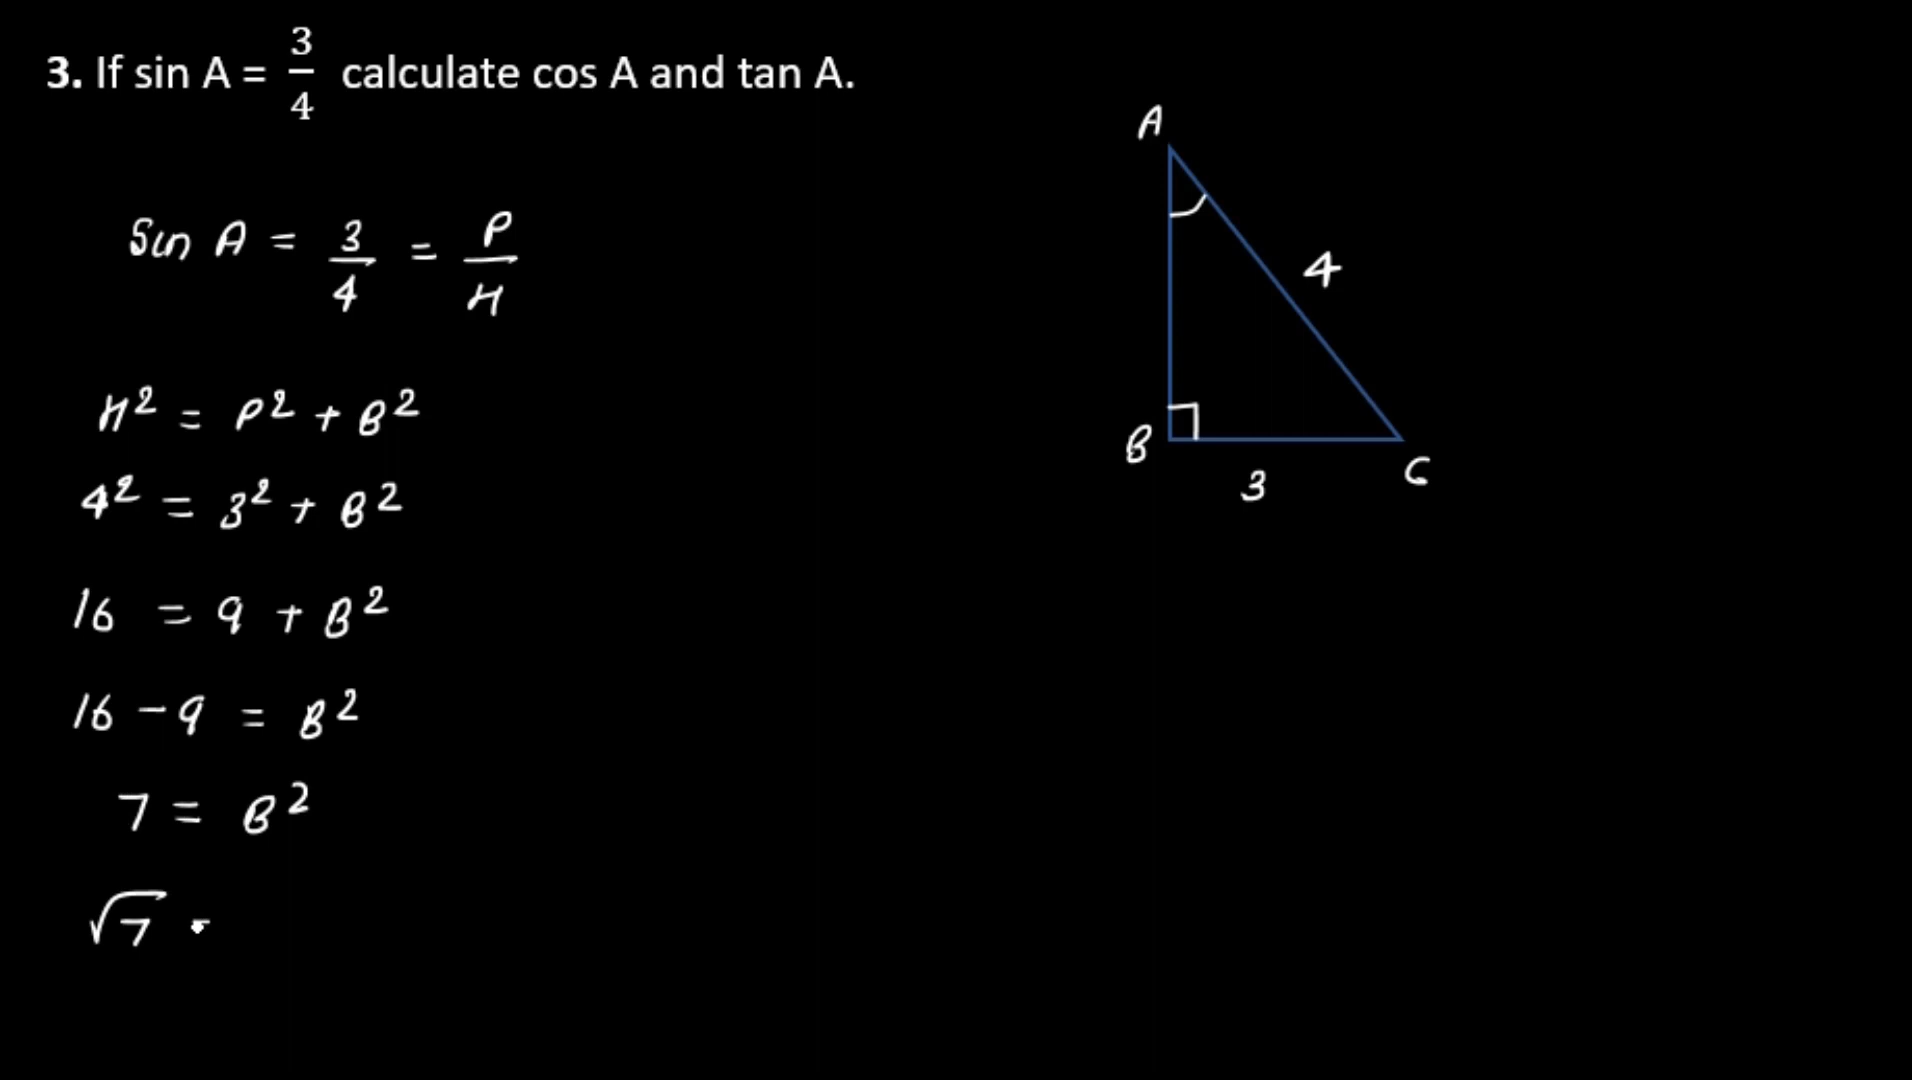 3. If sin A = 3/4 calculate cos A and tan A.
Sin A = 3/4 = P/H
H² = P² + B²
4² = 3² + B²
16 = 9 + B²
16 - 9 = B²
7 = B²
√7
A
4
B
3
C